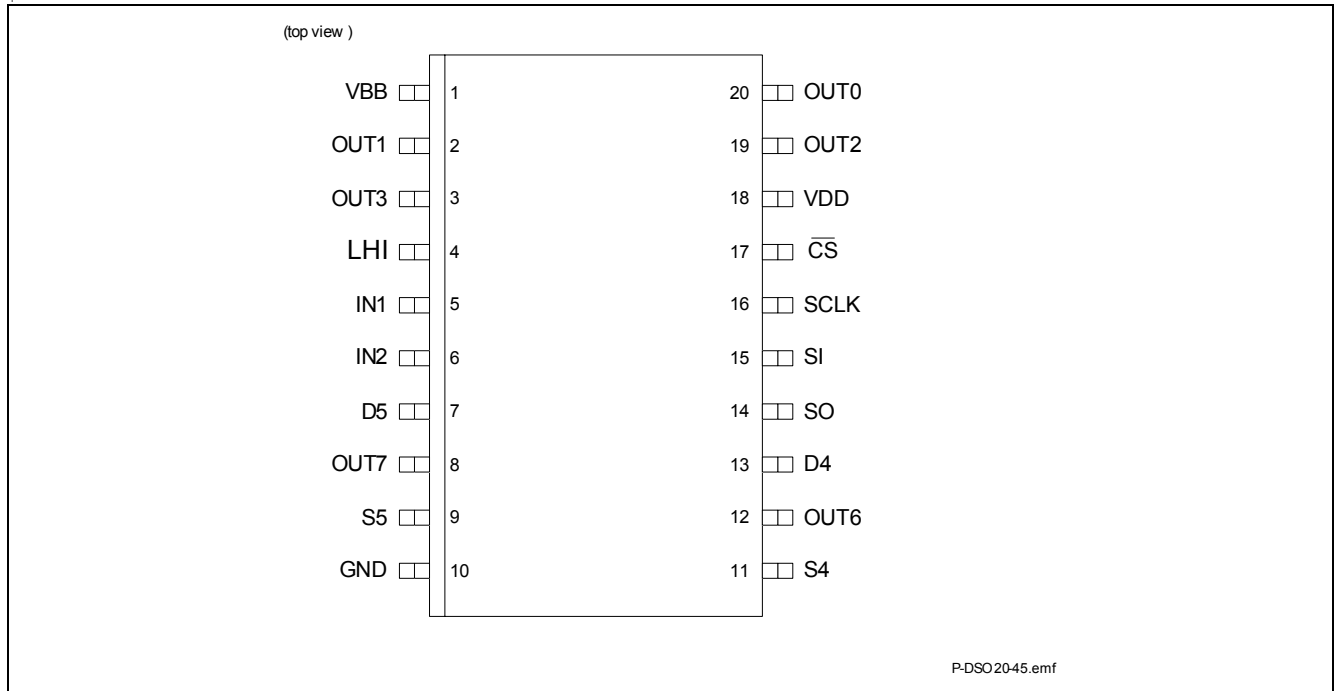 (top view )
VBB 1 20 OUT0
OUT1 2 19 OUT2
OUT3 3 18 VDD
LHI 4 17 C̅S̅
IN1 5 16 SCLK
IN2 6 15 SI
D5 7 14 SO
OUT7 8 13 D4
S5 9 12 OUT6
GND 10 11 S4
P-DSO20-45.emf